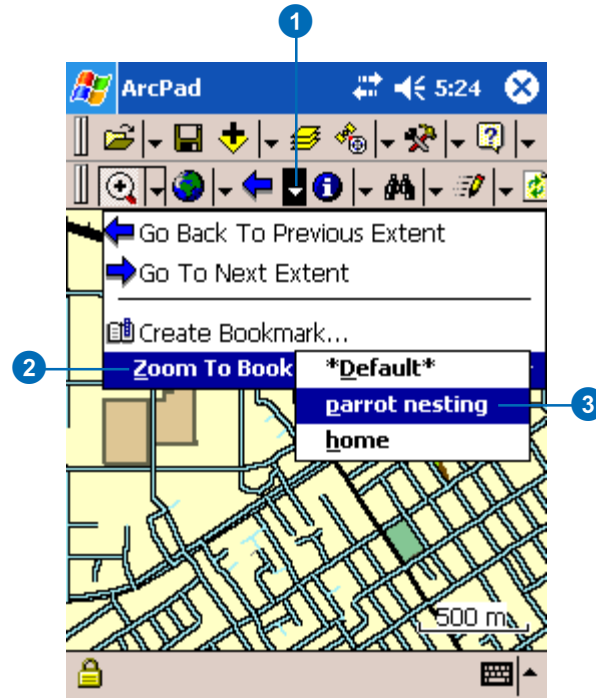 1
ArcPad 5:24
Go Back To Previous Extent
Go To Next Extent
Create Bookmark...
2 Zoom To Book
*Default*
parrot nesting 3
home
500 m